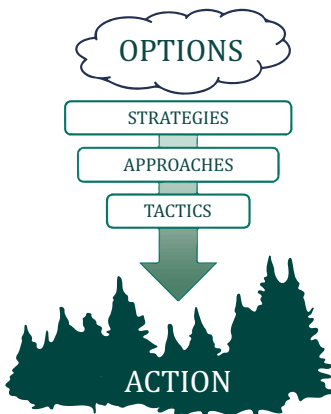 OPTIONS
STRATEGIES
APPROACHES
TACTICS
ACTION